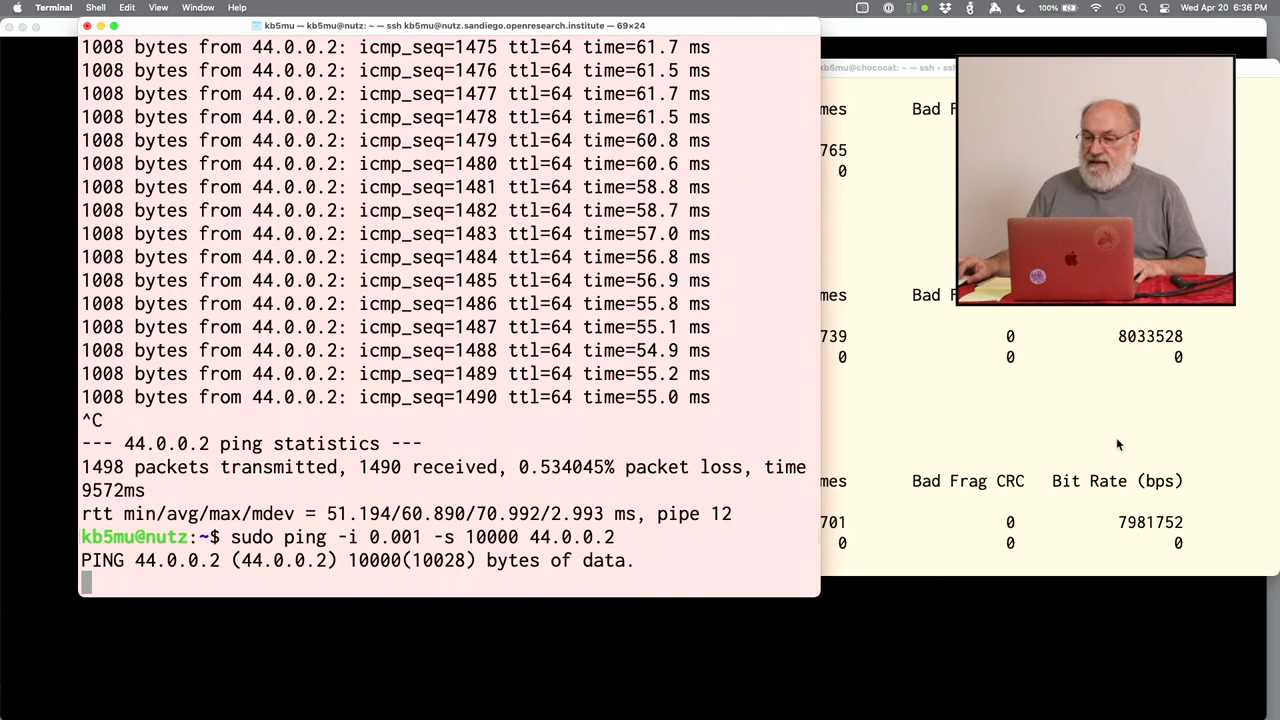 Terminal Shell Edit View Window Help
100% Wed Apr 20 6:36 PM
kb5mu — kb5mu@nutz: ~ — ssh kb5mu@nutz.sandiego.openresearch.institute — 69×24
1008 bytes from 44.0.0.2: icmp_seq=1475 ttl=64 time=61.7 ms
1008 bytes from 44.0.0.2: icmp_seq=1476 ttl=64 time=61.5 ms
1008 bytes from 44.0.0.2: icmp_seq=1477 ttl=64 time=61.7 ms
1008 bytes from 44.0.0.2: icmp_seq=1478 ttl=64 time=61.5 ms
1008 bytes from 44.0.0.2: icmp_seq=1479 ttl=64 time=60.8 ms
1008 bytes from 44.0.0.2: icmp_seq=1480 ttl=64 time=60.6 ms
1008 bytes from 44.0.0.2: icmp_seq=1481 ttl=64 time=58.8 ms
1008 bytes from 44.0.0.2: icmp_seq=1482 ttl=64 time=58.7 ms
1008 bytes from 44.0.0.2: icmp_seq=1483 ttl=64 time=57.0 ms
1008 bytes from 44.0.0.2: icmp_seq=1484 ttl=64 time=56.8 ms
1008 bytes from 44.0.0.2: icmp_seq=1485 ttl=64 time=56.9 ms
1008 bytes from 44.0.0.2: icmp_seq=1486 ttl=64 time=55.8 ms
1008 bytes from 44.0.0.2: icmp_seq=1487 ttl=64 time=55.1 ms
1008 bytes from 44.0.0.2: icmp_seq=1488 ttl=64 time=54.9 ms
1008 bytes from 44.0.0.2: icmp_seq=1489 ttl=64 time=55.2 ms
1008 bytes from 44.0.0.2: icmp_seq=1490 ttl=64 time=55.0 ms
^C
--- 44.0.0.2 ping statistics ---
1498 packets transmitted, 1490 received, 0.534045% packet loss, time
9572ms
rtt min/avg/max/mdev = 51.194/60.890/70.992/2.993 ms, pipe 12
kb5mu@nutz:~$ sudo ping -i 0.001 -s 10000 44.0.0.2
PING 44.0.0.2 (44.0.0.2) 10000(10028) bytes of data.
kb5mu@chococat: ~ — ssh • ssh
mes Bad F
765
0
mes Bad F
739 0 8033528
0 0 0
mes Bad Frag CRC Bit Rate (bps)
701 0 7981752
0 0 0